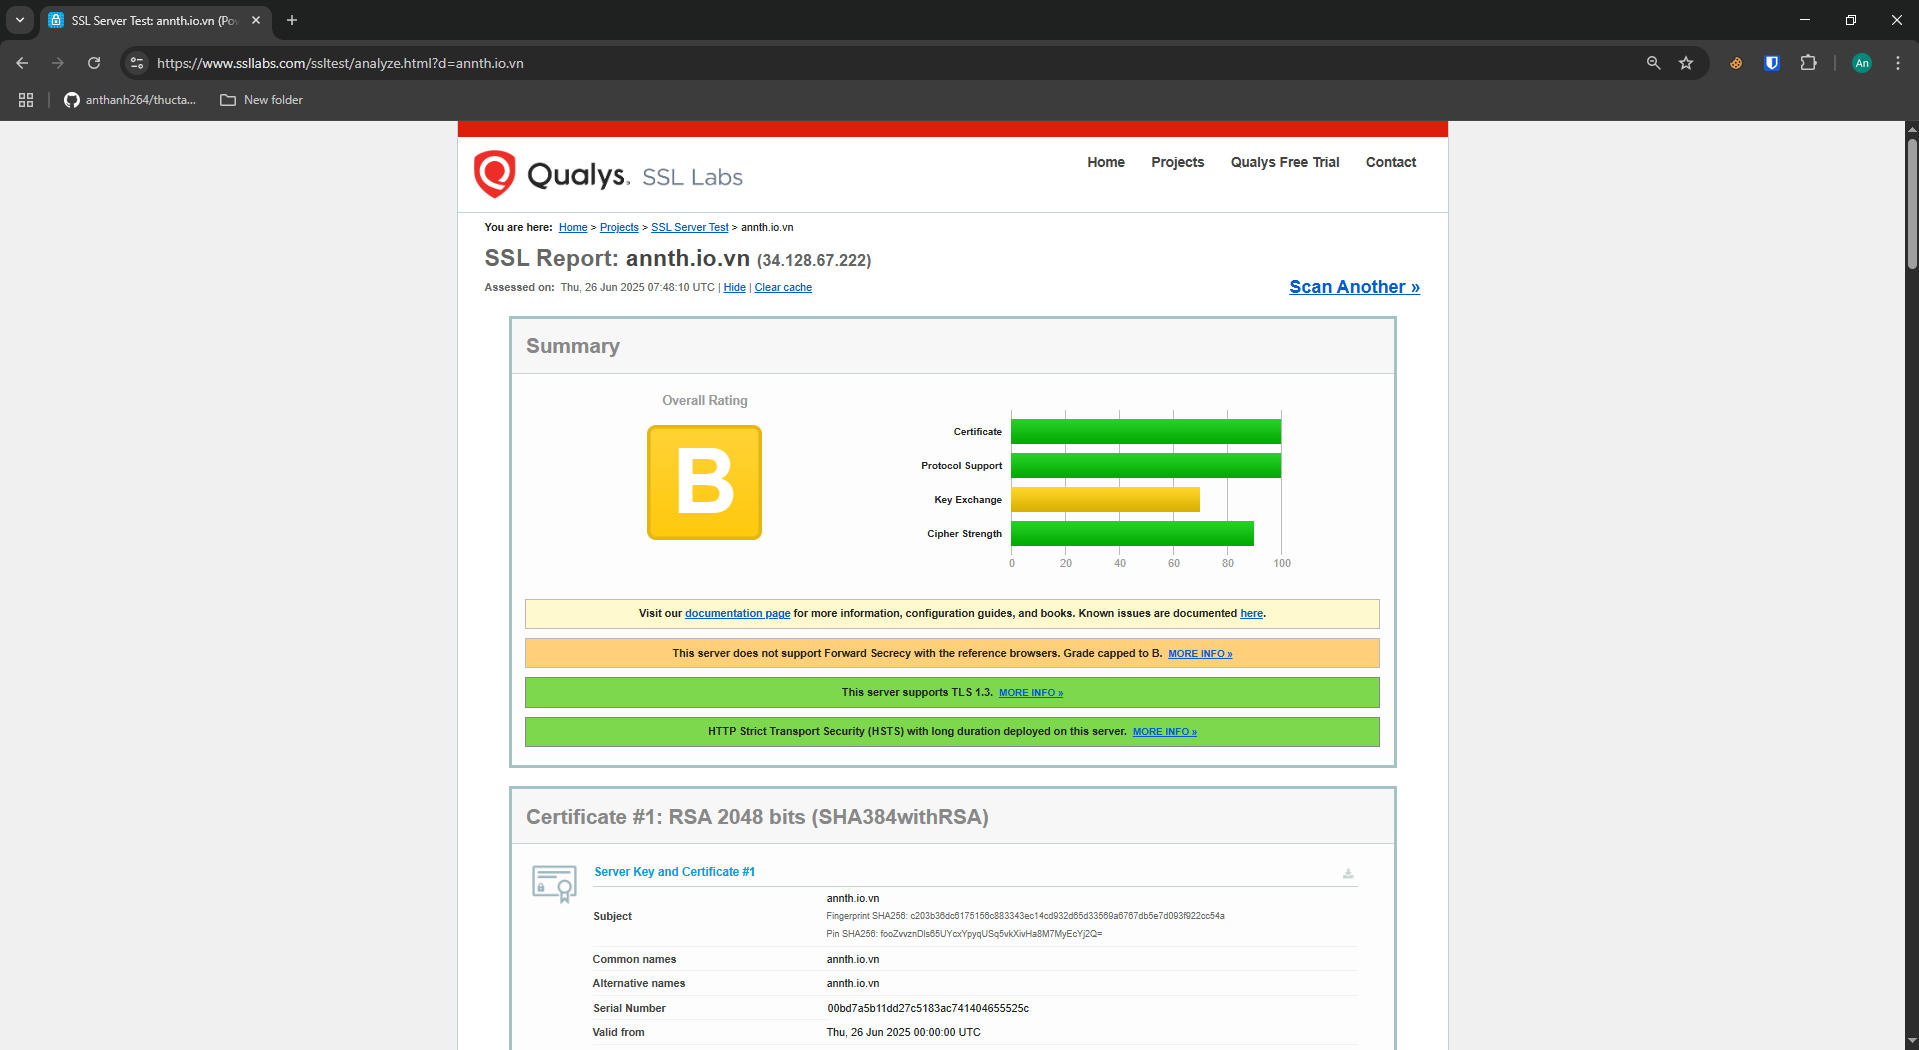 SSL Server Test: annth.io.vn (Pow
https://www.ssllabs.com/ssltest/analyze.html?d=annth.io.vn
An
anthanh264/thucta...
New folder
Qualys. SSL Labs
Home Projects Qualys Free Trial Contact
You are here: Home > Projects > SSL Server Test > annth.io.vn
SSL Report: annth.io.vn (34.128.67.222)
Assessed on: Thu, 26 Jun 2025 07:48:10 UTC | Hide | Clear cache
Scan Another »
Summary
Overall Rating
B
Certificate
Protocol Support
Key Exchange
Cipher Strength
0 20 40 60 80 100
Visit our documentation page for more information, configuration guides, and books. Known issues are documented here.
This server does not support Forward Secrecy with the reference browsers. Grade capped to B. MORE INFO »
This server supports TLS 1.3. MORE INFO »
HTTP Strict Transport Security (HSTS) with long duration deployed on this server. MORE INFO »
Certificate #1: RSA 2048 bits (SHA384withRSA)
Server Key and Certificate #1
Subject
annth.io.vn
Fingerprint SHA256: c203b36dc6175156c883343ec14cd932d65d33569a6767db5e7d093f922cc54a
Pin SHA256: fooZvvznDls65UYcxYpyqUSq5vkXivHa8M7MyEcYj2Q=
Common names annth.io.vn
Alternative names annth.io.vn
Serial Number 00bd7a5b11dd27c5183ac741404655525c
Valid from Thu, 26 Jun 2025 00:00:00 UTC